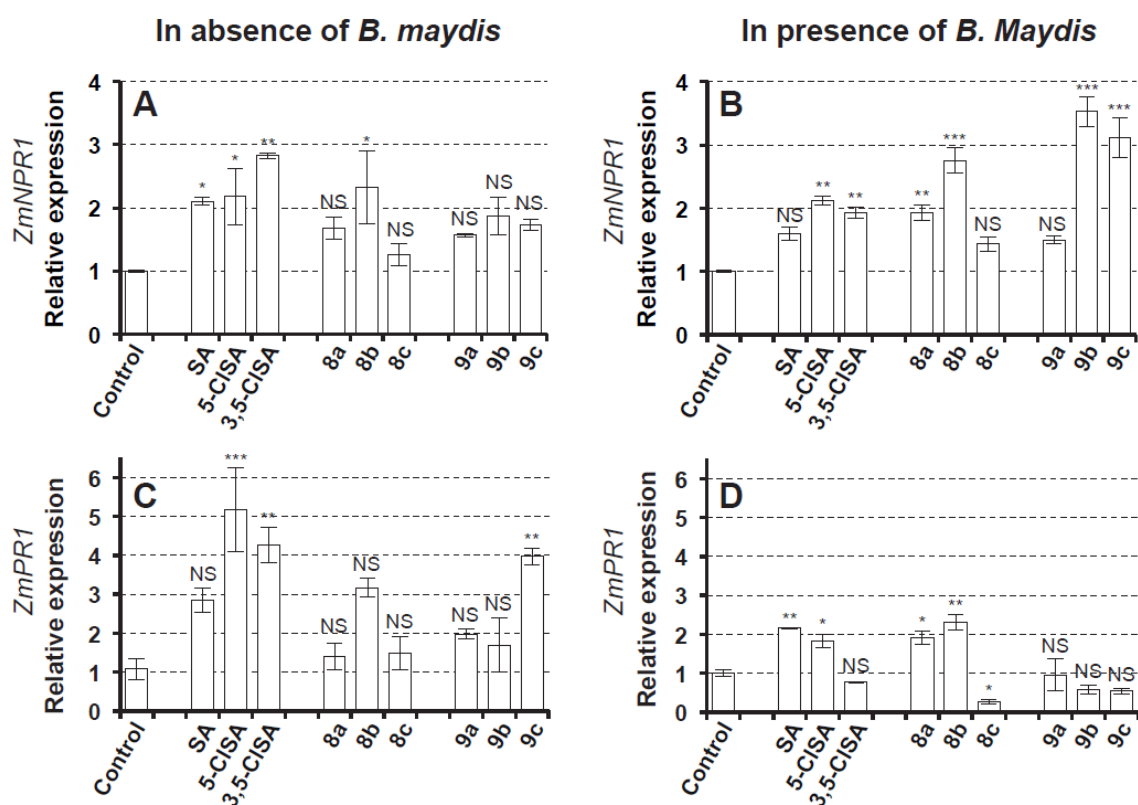 In absence of B. maydis
In presence of B. Maydis
A
ZmNPR1
Relative expression
4
3
2
1
0
NS
NS
NS
NS
NS
*
*
**
*
Control
SA
5-ClSA
3,5-ClSA
8a
8b
8c
9a
9b
9c
B
ZmNPR1
Relative expression
4
3
2
1
0
NS
**
**
**
***
NS
NS
***
***
Control
SA
5-ClSA
3,5-ClSA
8a
8b
8c
9a
9b
9c
C
ZmPR1
Relative expression
6
5
4
3
2
1
0
NS
***
**
NS
NS
NS
NS
NS
**
Control
SA
5-ClSA
3,5-ClSA
8a
8b
8c
9a
9b
9c
D
ZmPR1
Relative expression
6
5
4
3
2
1
0
**
*
NS
*
**
*
NS
NS
NS
Control
SA
5-ClSA
3,5-ClSA
8a
8b
8c
9a
9b
9c